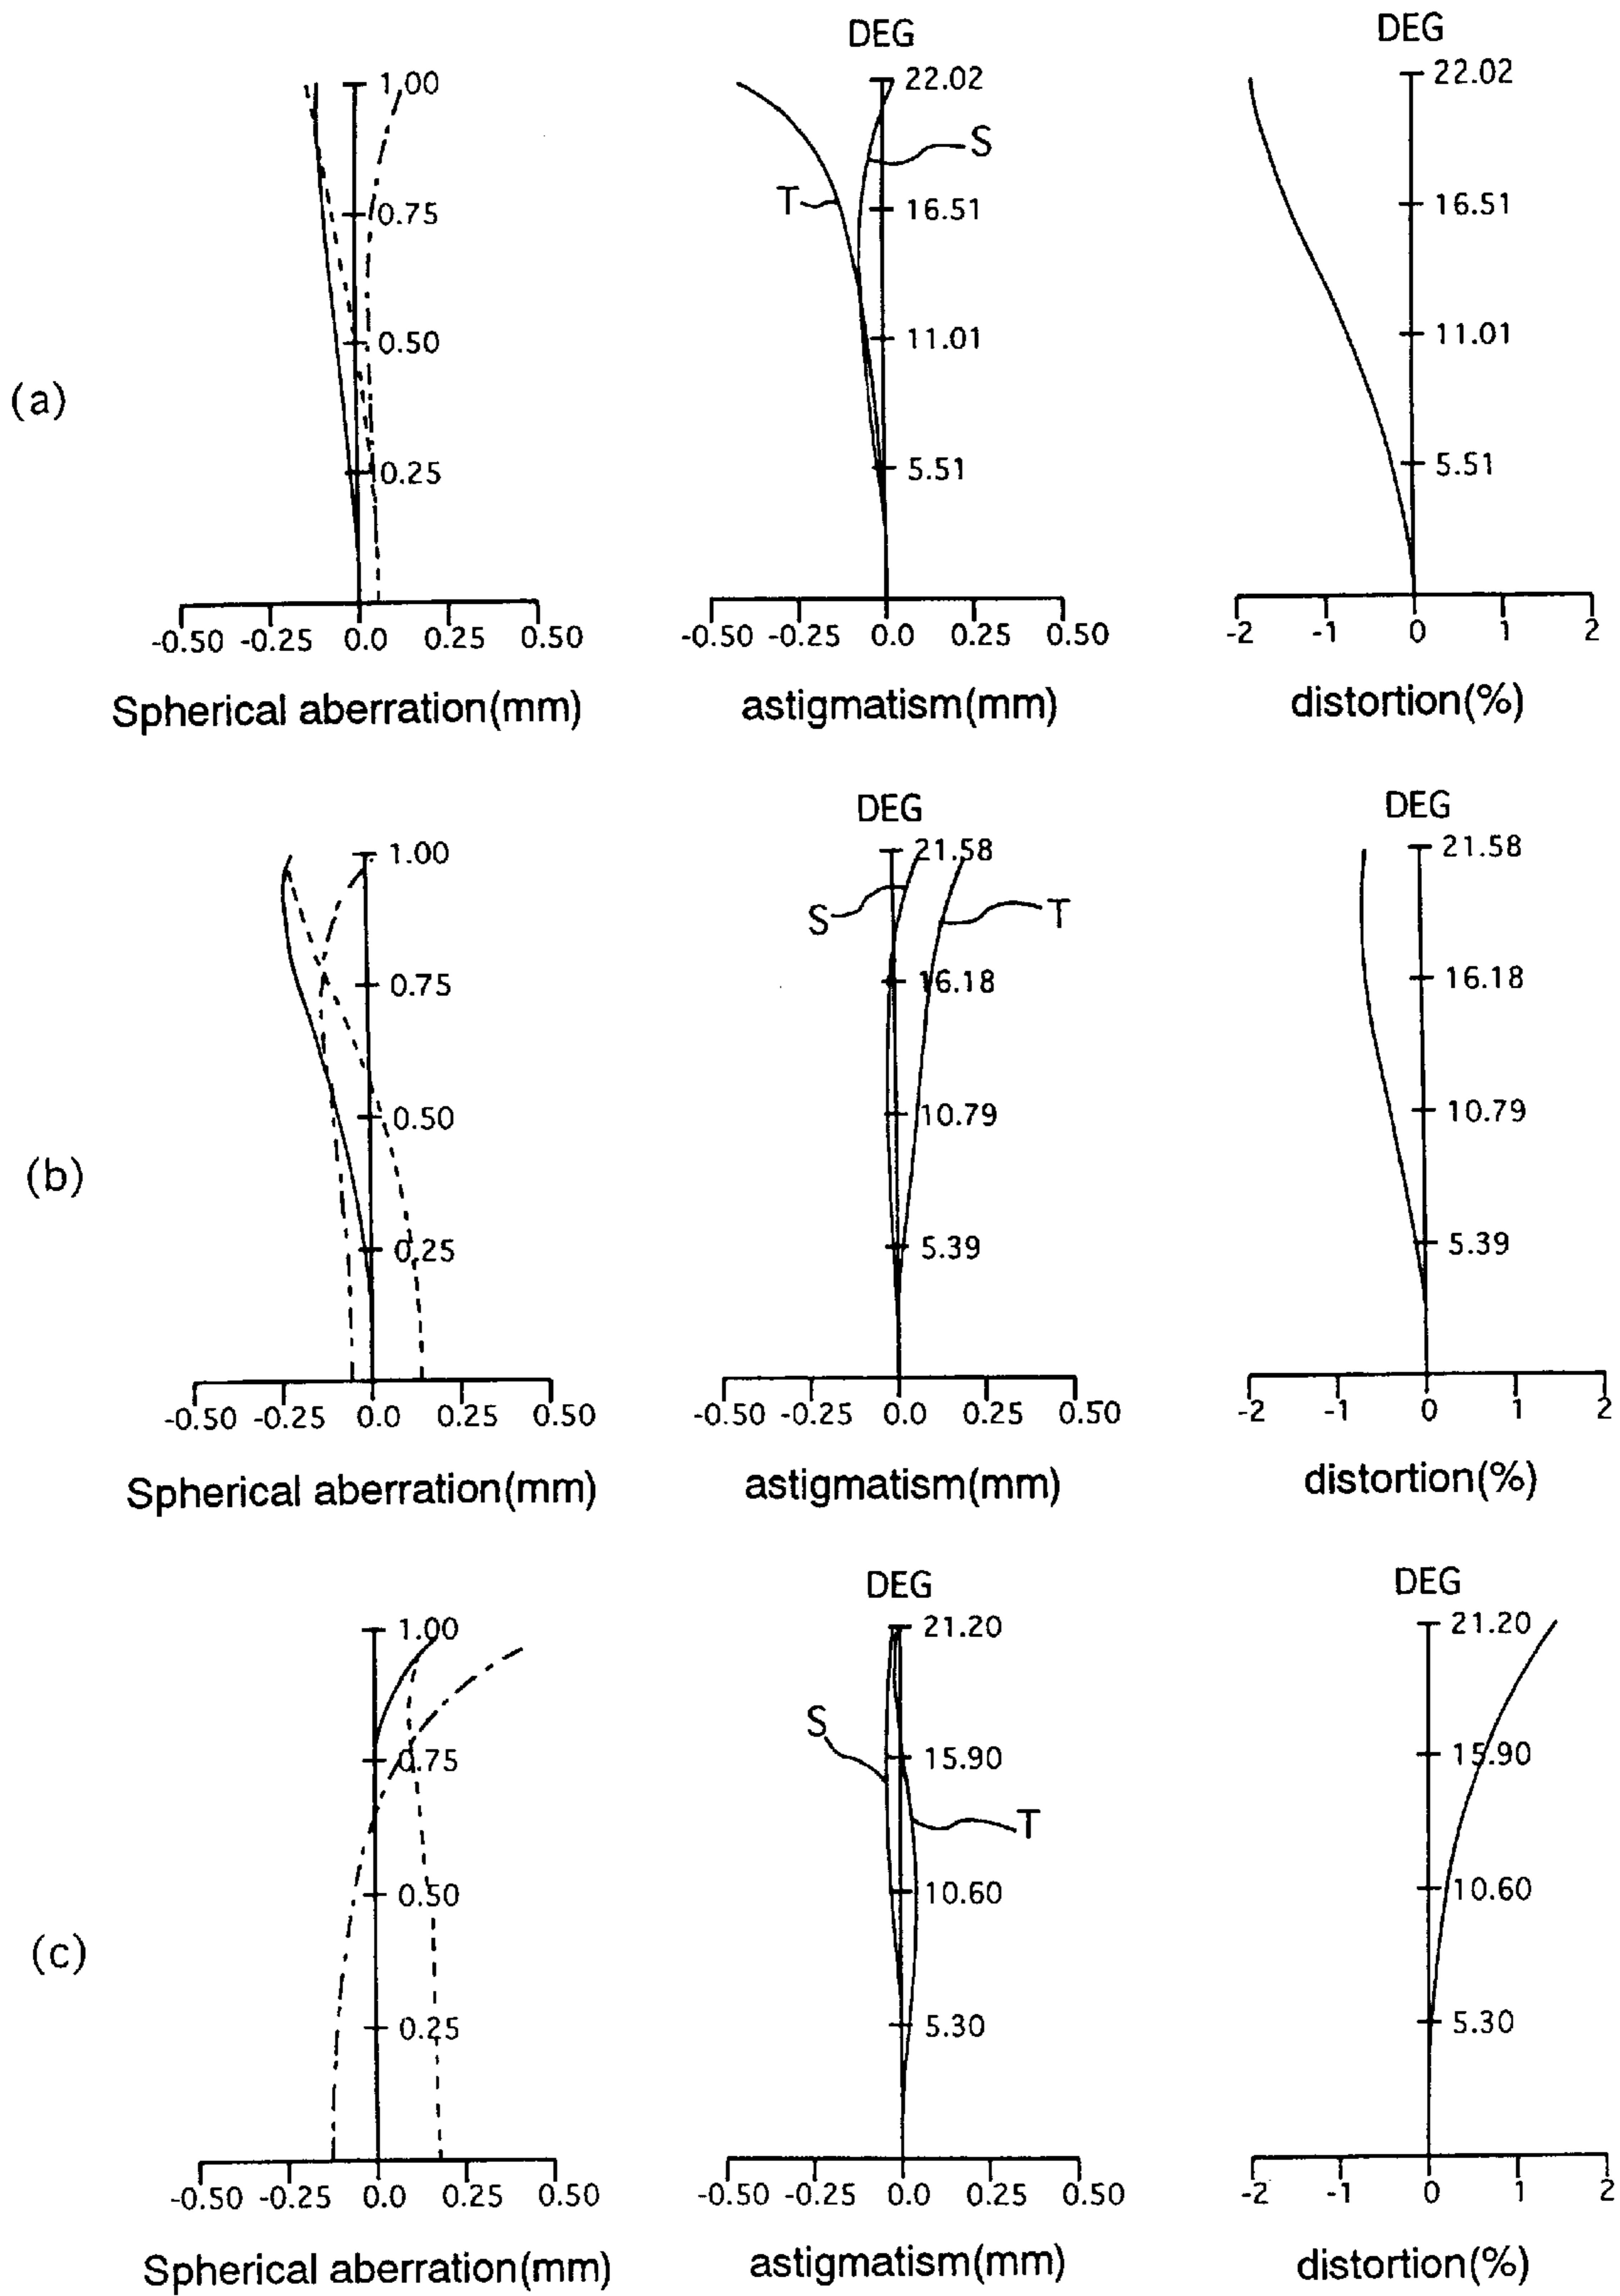 (a)
1.00
0.75
0.50
0.25
-0.50 -0.25 0.0 0.25 0.50
Spherical aberration(mm)
DEG
22.02
S
T
16.51
11.01
5.51
-0.50 -0.25 0.0 0.25 0.50
astigmatism(mm)
DEG
22.02
16.51
11.01
5.51
-2 -1 0 1 2
distortion(%)
(b)
1.00
0.75
0.50
0.25
-0.50 -0.25 0.0 0.25 0.50
Spherical aberration(mm)
DEG
21.58
S
T
16.18
10.79
5.39
-0.50 -0.25 0.0 0.25 0.50
astigmatism(mm)
DEG
21.58
16.18
10.79
5.39
-2 -1 0 1 2
distortion(%)
(c)
1.00
0.75
0.50
0.25
-0.50 -0.25 0.0 0.25 0.50
Spherical aberration(mm)
DEG
21.20
S
15.90
T
10.60
5.30
-0.50 -0.25 0.0 0.25 0.50
astigmatism(mm)
DEG
21.20
15.90
10.60
5.30
-2 -1 0 1 2
distortion(%)